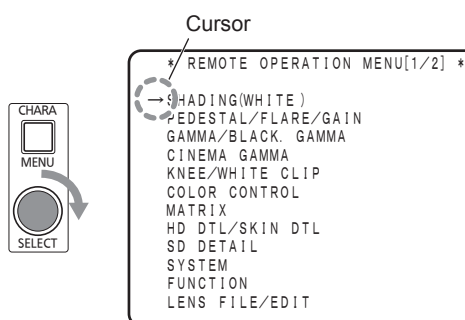 Cursor
* REMOTE OPERATION MENU[1/2] *
→SHADING(WHITE)
PEDESTAL/FLARE/GAIN
GAMMA/BLACK. GAMMA
CINEMA GAMMA
KNEE/WHITE CLIP
COLOR CONTROL
MATRIX
HD DTL/SKIN DTL
SD DETAIL
SYSTEM
FUNCTION
LENS FILE/EDIT
CHARA
MENU
SELECT